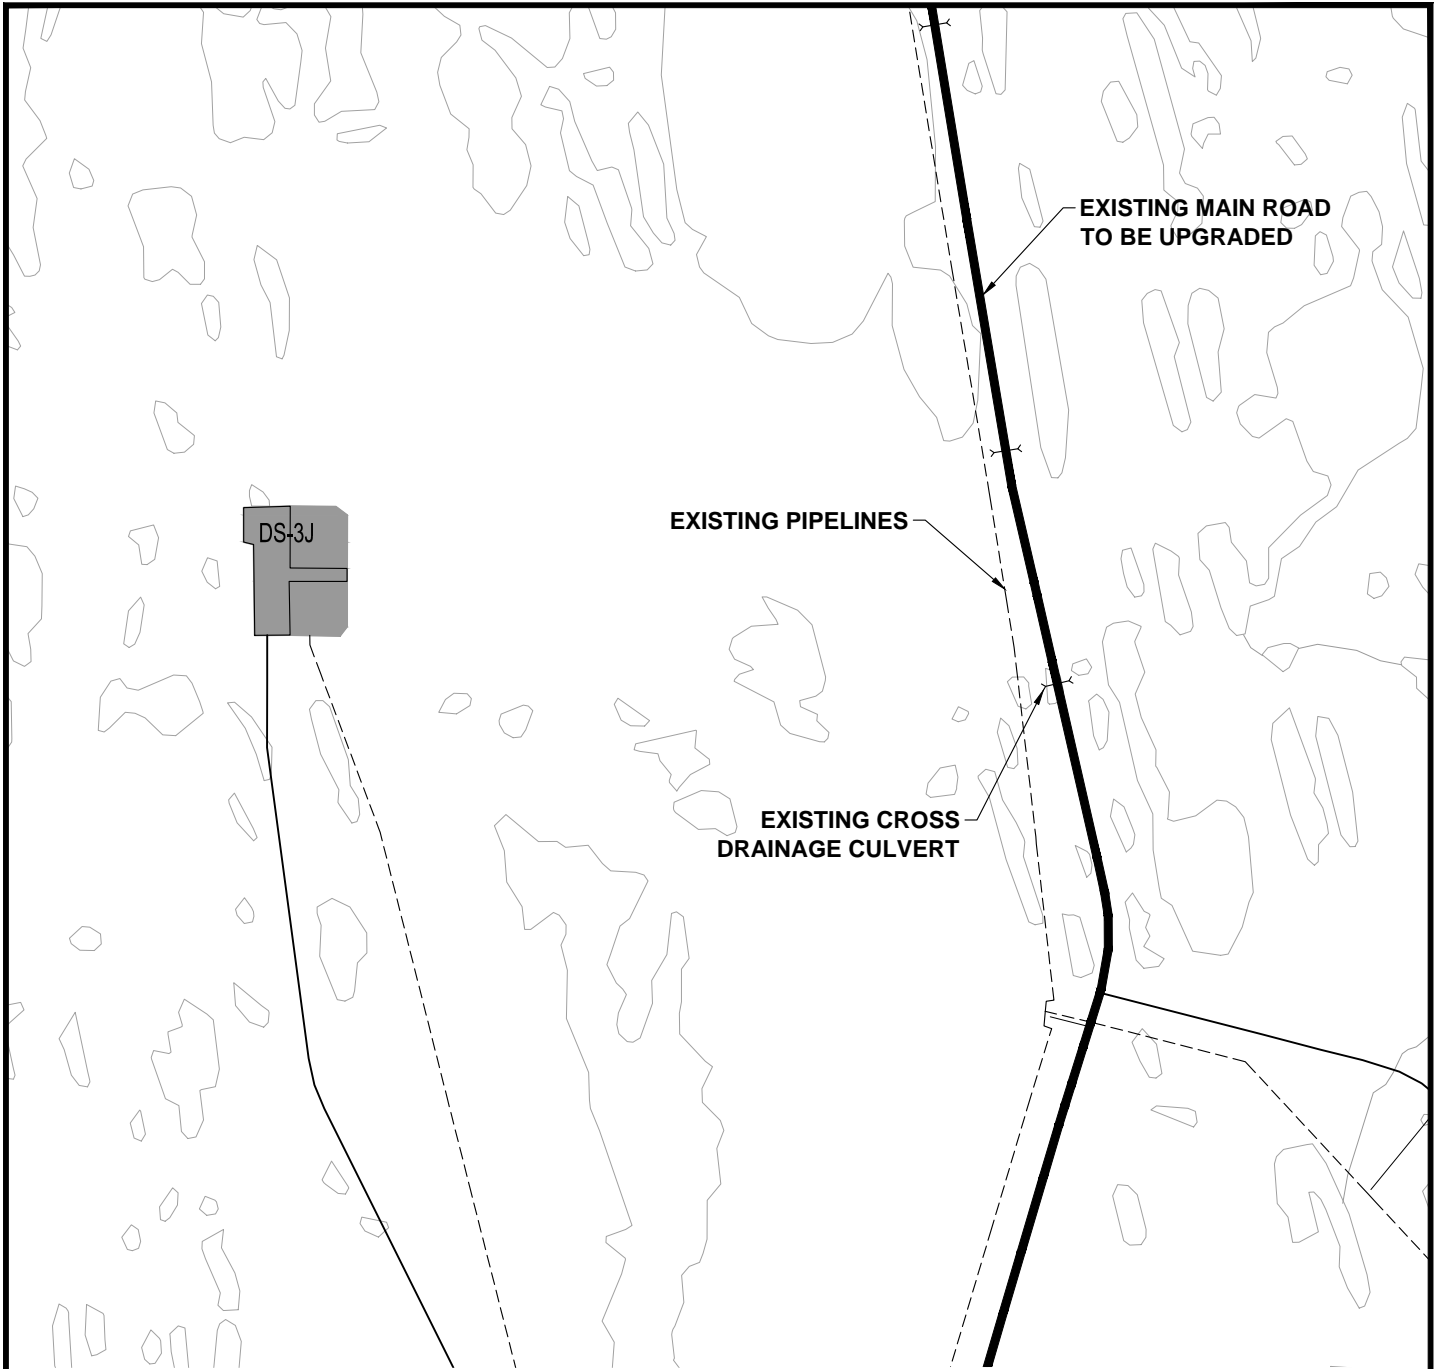 EXISTING MAIN ROAD
TO BE UPGRADED
EXISTING PIPELINES
DS-3J
EXISTING CROSS
DRAINAGE CULVERT